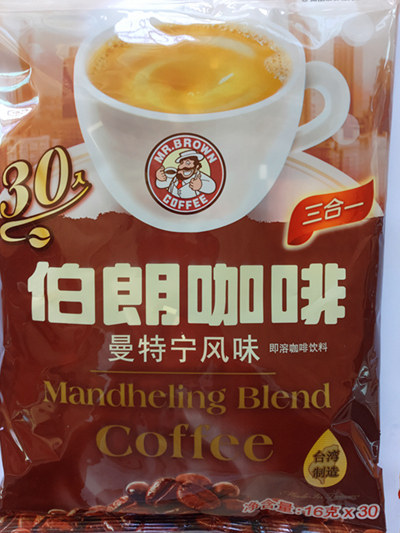 MR.BROWN
COFFEE
30入
三合一
伯朗咖啡
曼特宁风味
即溶咖啡饮料
Mandheling Blend
Coffee
台湾
制造
净含量:16克x30